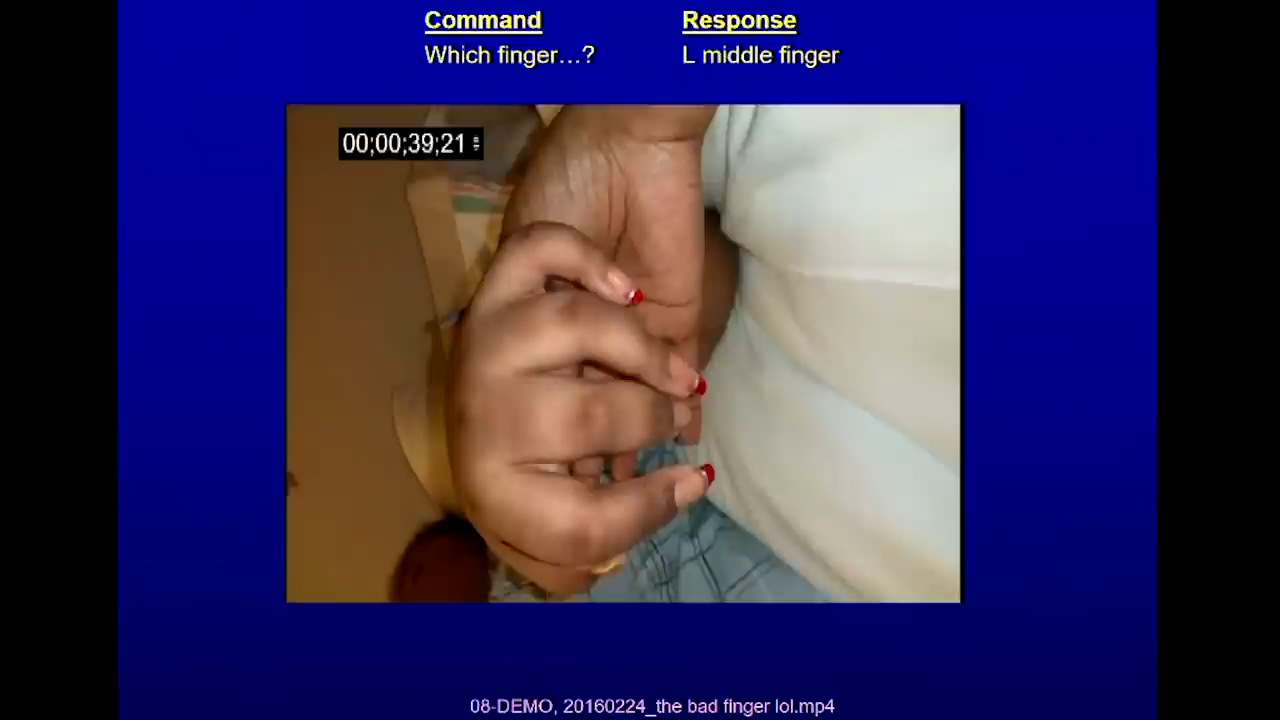 Command Response
Which finger…? L middle finger
00;00;39;21
08-DEMO, 20160224_the bad finger lol.mp4